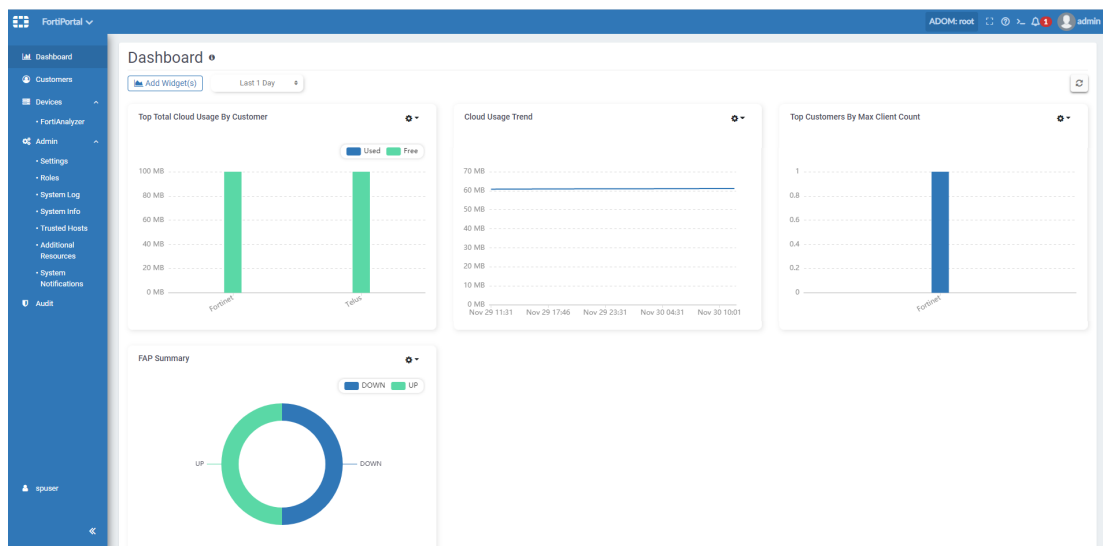 FortiPortal
ADOM: root
1
admin
Dashboard
Customers
Devices
• FortiAnalyzer
Admin
• Settings
• Roles
• System Log
• System Info
• Trusted Hosts
• Additional
Resources
• System
Notifications
Audit
spuser
Dashboard
Add Widget(s)
Last 1 Day
Top Total Cloud Usage By Customer
Used Free
100 MB
80 MB
60 MB
40 MB
20 MB
0 MB
Fortinet Telus
Cloud Usage Trend
70 MB
60 MB
50 MB
40 MB
30 MB
20 MB
10 MB
0 MB
Nov 29 11:31 Nov 29 17:46 Nov 29 23:31 Nov 30 04:31 Nov 30 10:01
Top Customers By Max Client Count
1
0.8
0.6
0.4
0.2
0
Fortinet
FAP Summary
DOWN UP
UP DOWN